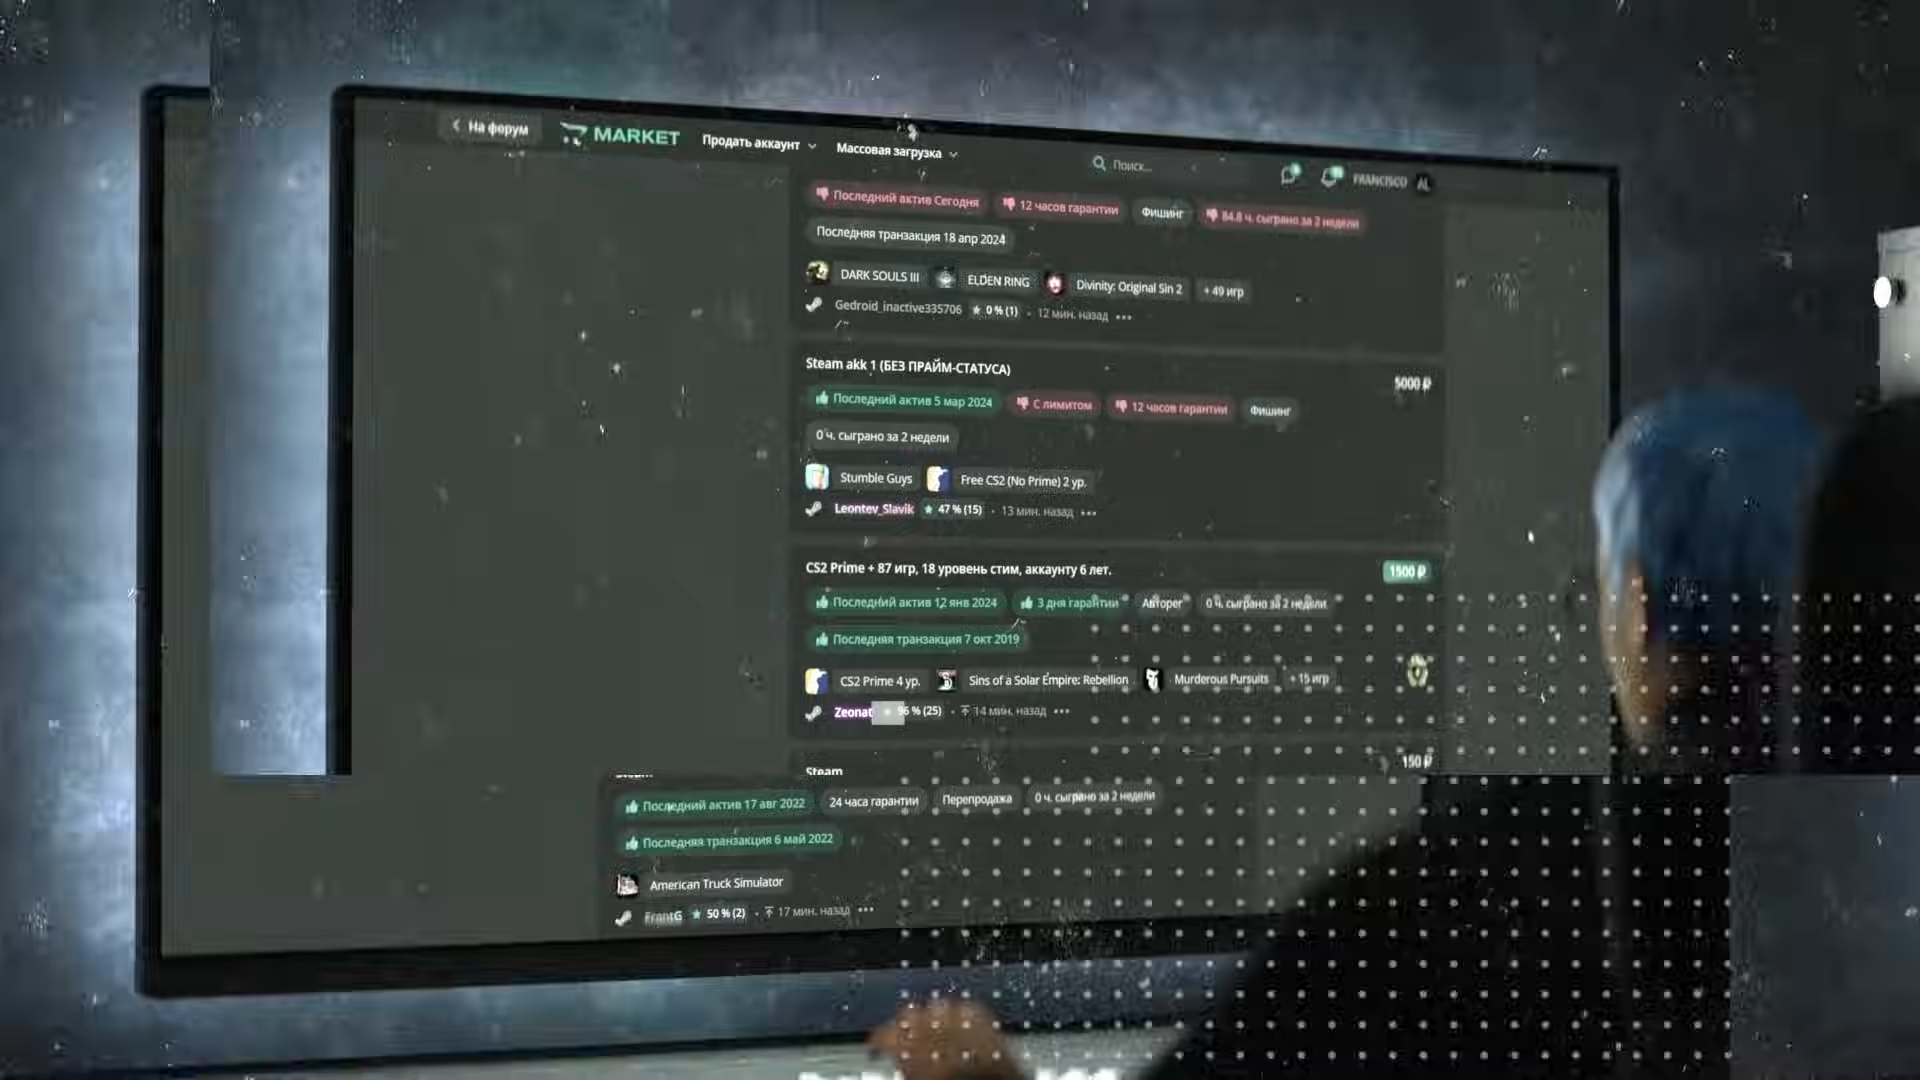 На форум
MARKET
Продать аккаунт
Массовая загрузка
Поиск...
FRANCISCO AL
Последний актив Сегодня
12 часов гарантии
Фишинг
84.8 ч. сыграно за 2 недели
Последняя транзакция 18 апр 2024
DARK SOULS III
ELDEN RING
Divinity: Original Sin 2
+ 49 игр
Gedroid_inactive335706 ★ 0 % (1) · 12 мин. назад •••
Steam akk 1 (БЕЗ ПРАЙМ-СТАТУСА)
5000 ₽
Последний актив 5 мар 2024
С лимитом
12 часов гарантии
Фишинг
0 ч. сыграно за 2 недели
Stumble Guys
Free CS2 (No Prime) 2 ур.
Leontev_Slavik ★ 47 % (15) · 13 мин. назад •••
CS2 Prime + 87 игр, 18 уровень стим, аккаунту 6 лет.
1500 ₽
Последний актив 12 янв 2024
3 дня гарантии
Авторег
0 ч. сыграно за 2 недели
Последняя транзакция 7 окт 2019
CS2 Prime 4 ур.
Sins of a Solar Empire: Rebellion
Murderous Pursuits
+ 15 игр
Zeonat 96 % (25) · 14 мин. назад •••
Steam
150 ₽
Последний актив 17 авг 2022
24 часа гарантии
Перепродажа
0 ч. сыграно за 2 недели
Последняя транзакция 6 май 2022
American Truck Simulator
FrontG ★ 50 % (2) · 17 мин. назад •••